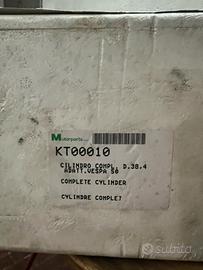 Motorparts
KT00010
CILINDRO COMPL. D.38,4
ADATT.VESPA 50
COMPLETE CYLINDER
CYLINDRE COMPLET
subito